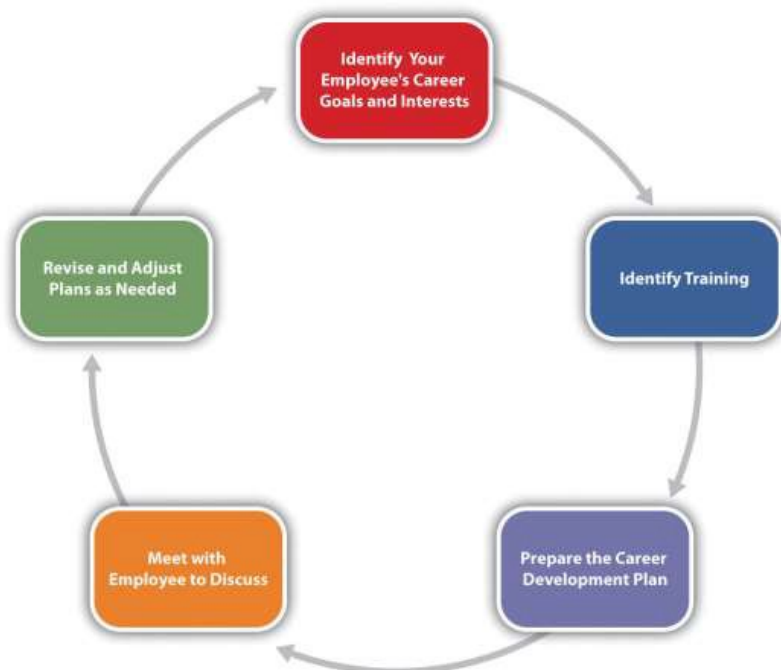 Identify Your
Employee's Career
Goals and Interests
Identify Training
Prepare the Career
Development Plan
Meet with
Employee to Discuss
Revise and Adjust
Plans as Needed